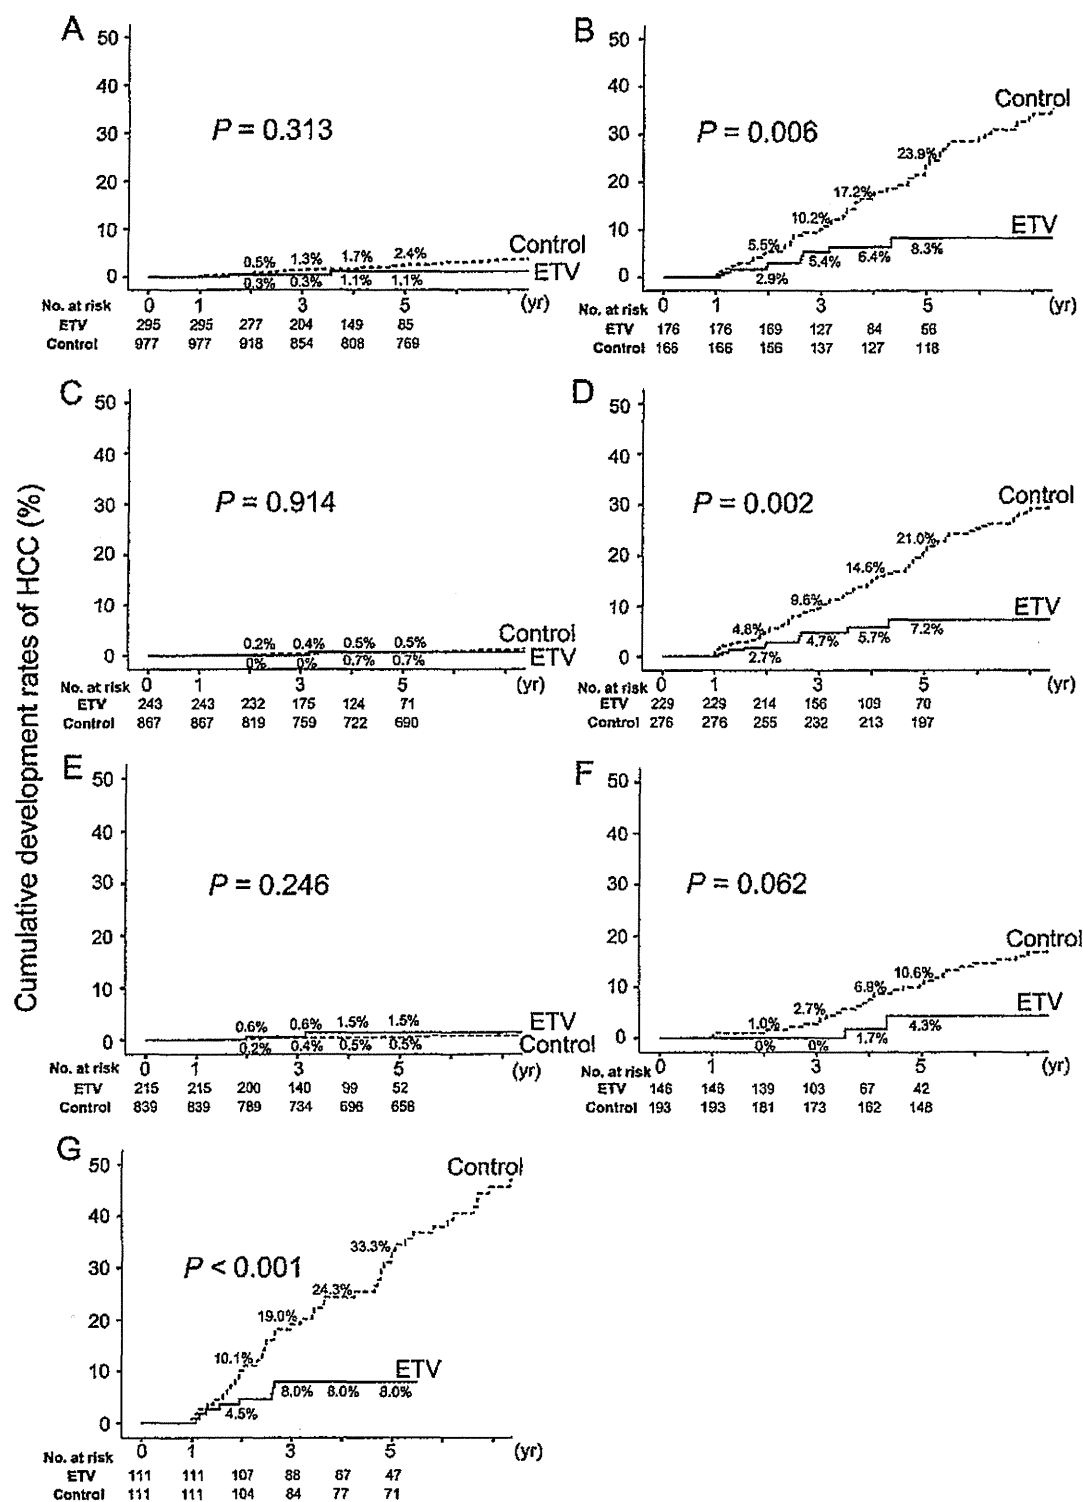 Cumulative development rates of HCC (%)
A
50
40
30
20
10
0
P = 0.313
0.5% 1.3% 1.7% 2.4%
Control
ETV
0.3% 0.3% 1.1% 1.1%
No. at risk 0 1 3 5 (yr)
ETV 295 295 277 204 149 85
Control 977 977 918 854 808 769
B
50
40
30
20
10
0
P = 0.006
Control
23.9%
17.2%
10.2%
5.5%
ETV
2.9% 5.4% 6.4% 8.3%
No. at risk 0 1 3 5 (yr)
ETV 176 176 169 127 84 56
Control 166 166 156 137 127 118
C
50
40
30
20
10
0
P = 0.914
0.2% 0.4% 0.5% 0.5%
Control
ETV
0% 0% 0.7% 0.7%
No. at risk 0 1 3 5 (yr)
ETV 243 243 232 175 124 71
Control 867 867 819 759 722 690
D
50
40
30
20
10
0
P = 0.002
Control
21.0%
14.6%
9.6%
4.8%
ETV
2.7% 4.7% 5.7% 7.2%
No. at risk 0 1 3 5 (yr)
ETV 229 229 214 156 109 70
Control 276 276 255 232 213 197
E
50
40
30
20
10
0
P = 0.246
0.6% 0.6% 1.5% 1.5%
ETV
Control
0.2% 0.4% 0.5% 0.5%
No. at risk 0 1 3 5 (yr)
ETV 215 215 200 140 99 52
Control 839 839 789 734 696 658
F
50
40
30
20
10
0
P = 0.062
Control
10.6%
6.9%
2.7%
1.0%
ETV
0% 0% 1.7% 4.3%
No. at risk 0 1 3 5 (yr)
ETV 146 146 139 103 67 42
Control 193 193 181 173 162 148
G
50
40
30
20
10
0
P < 0.001
Control
33.3%
24.3%
19.0%
10.1%
ETV
4.5% 8.0% 8.0% 8.0%
No. at risk 0 1 3 5 (yr)
ETV 111 111 107 88 67 47
Control 111 111 104 84 77 71